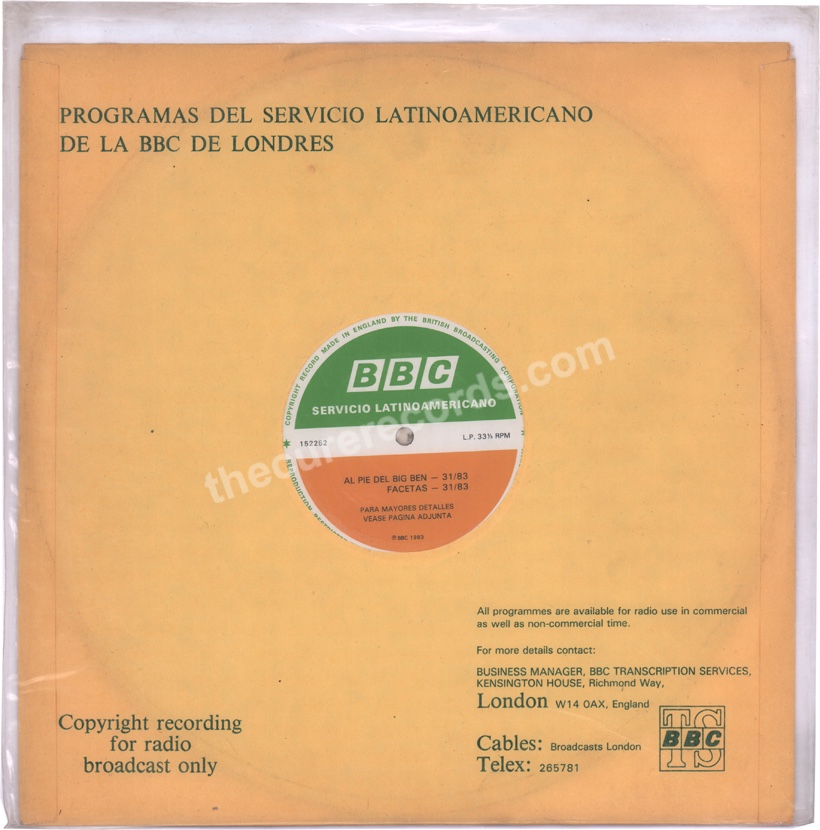 PROGRAMAS DEL SERVICIO LATINOAMERICANO
DE LA BBC DE LONDRES
COPYRIGHT RECORD MADE IN ENGLAND BY THE BRITISH BROADCASTING CORPORATION
BBC
SERVICIO LATINOAMERICANO
152252 L.P. 33⅓ RPM
REPRODUCTION
AL PIE DEL BIG BEN — 31/83
FACETAS — 31/83
PARA MAYORES DETALLES
VEASE PAGINA ADJUNTA
℗ BBC 1983
thecurerecords.com
All programmes are available for radio use in commercial
as well as non-commercial time.
For more details contact:
BUSINESS MANAGER, BBC TRANSCRIPTION SERVICES,
KENSINGTON HOUSE, Richmond Way,
London W14 0AX, England
Cables: Broadcasts London
Telex: 265781
TS
BBC
Copyright recording
for radio
broadcast only